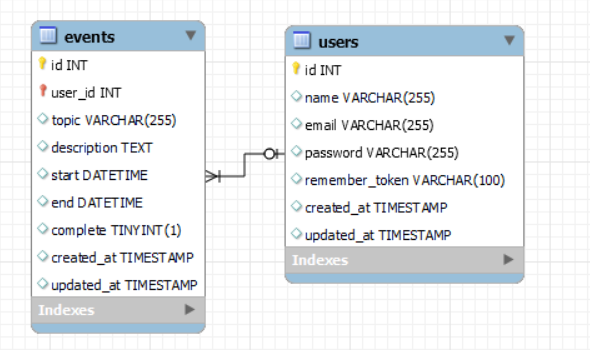 events
id INT
user_id INT
topic VARCHAR(255)
description TEXT
start DATETIME
end DATETIME
complete TINYINT(1)
created_at TIMESTAMP
updated_at TIMESTAMP
Indexes
users
id INT
name VARCHAR(255)
email VARCHAR(255)
password VARCHAR(255)
remember_token VARCHAR(100)
created_at TIMESTAMP
updated_at TIMESTAMP
Indexes